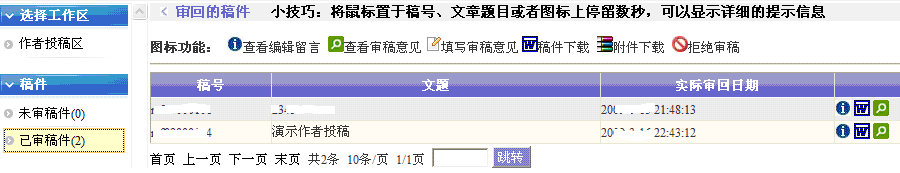 选择工作区
作者投稿区
稿件
未审稿件(0)
已审稿件(2)
审回的稿件 小技巧：将鼠标置于稿号、文章题目或者图标上停留数秒，可以显示详细的提示信息
图标功能： 查看编辑留言 查看审稿意见 填写审稿意见 W 稿件下载 附件下载 拒绝审稿
稿号 文题 实际审回日期
21:48:13 W
4 演示作者投稿 22:43:12 W
首页 上一页 下一页 末页 共2条 10条/页 1/1页 跳转